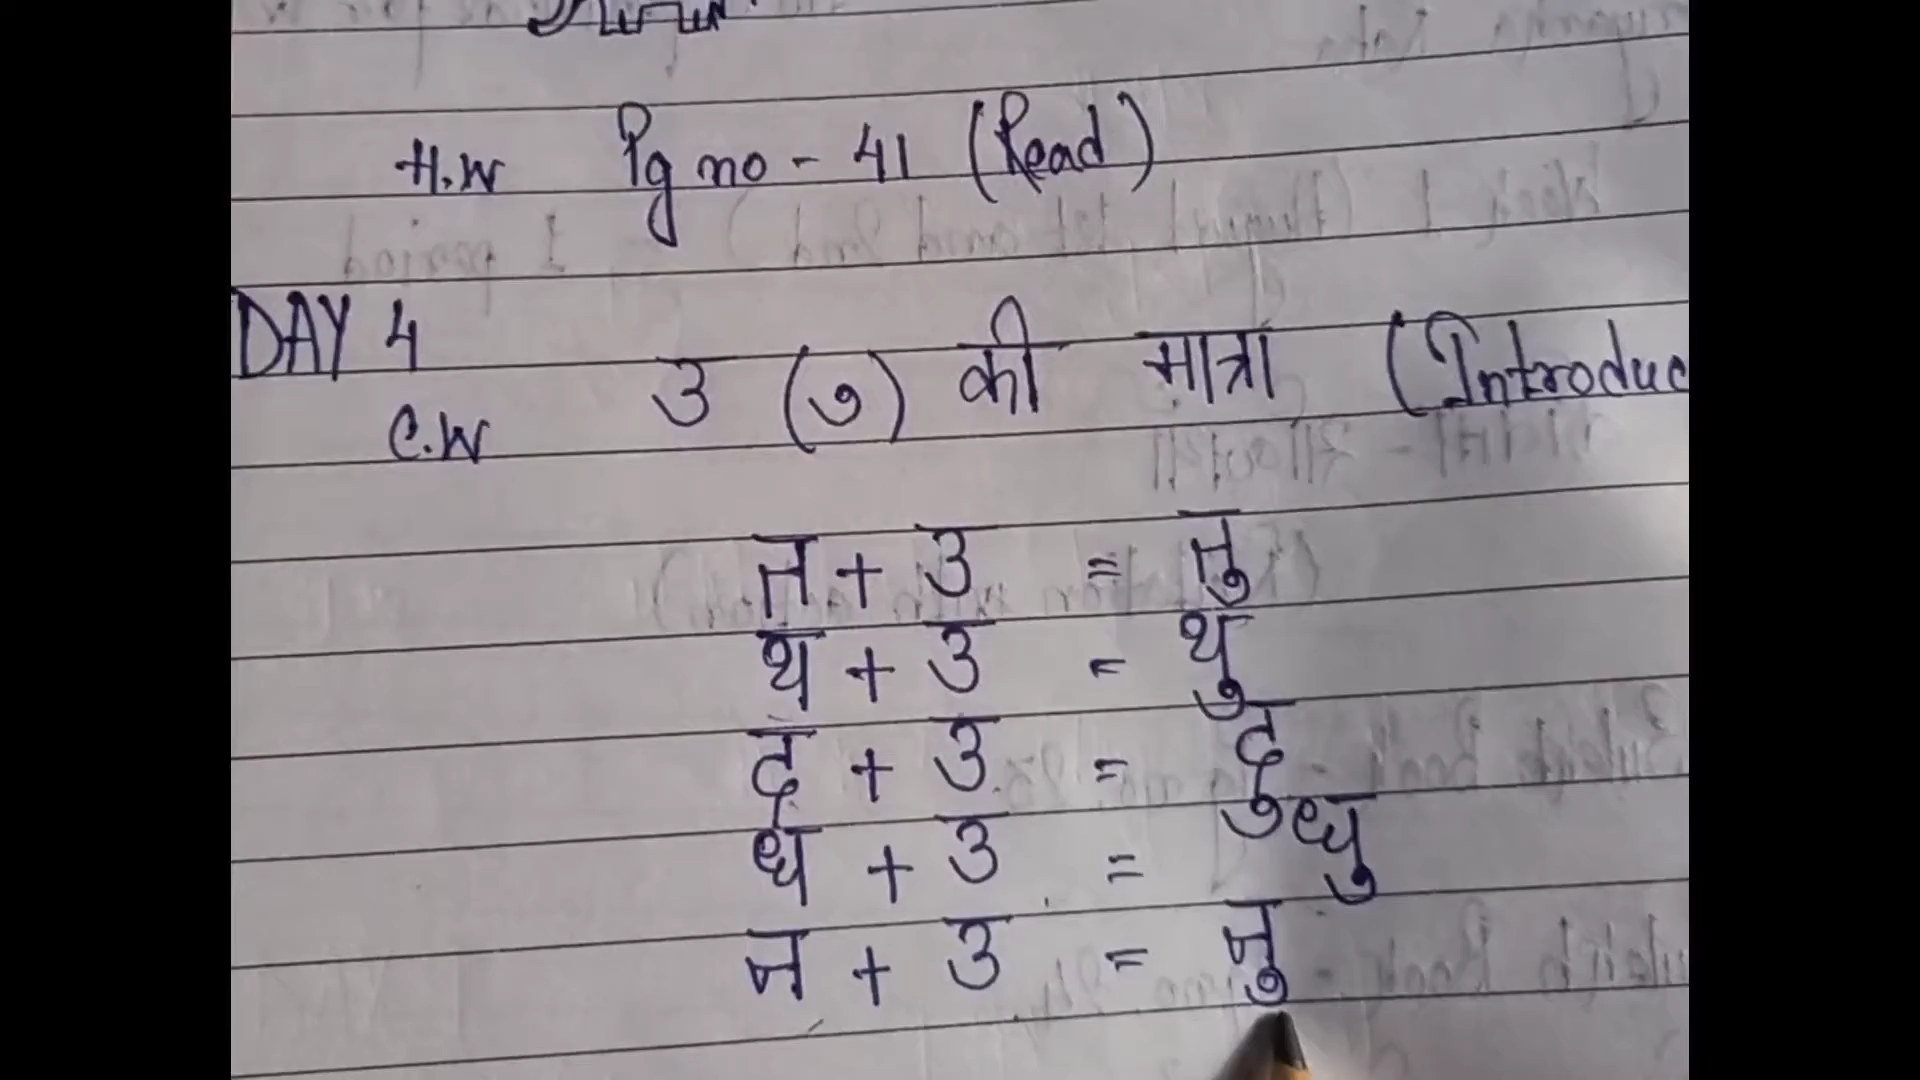 H.W Pg no - 41 (Read)
DAY 4
C.W उ (ु) की मात्रा (Introduc
त + उ = तु
थ + उ = थु
द + उ = दु
ध + उ = धु
न + उ = नु